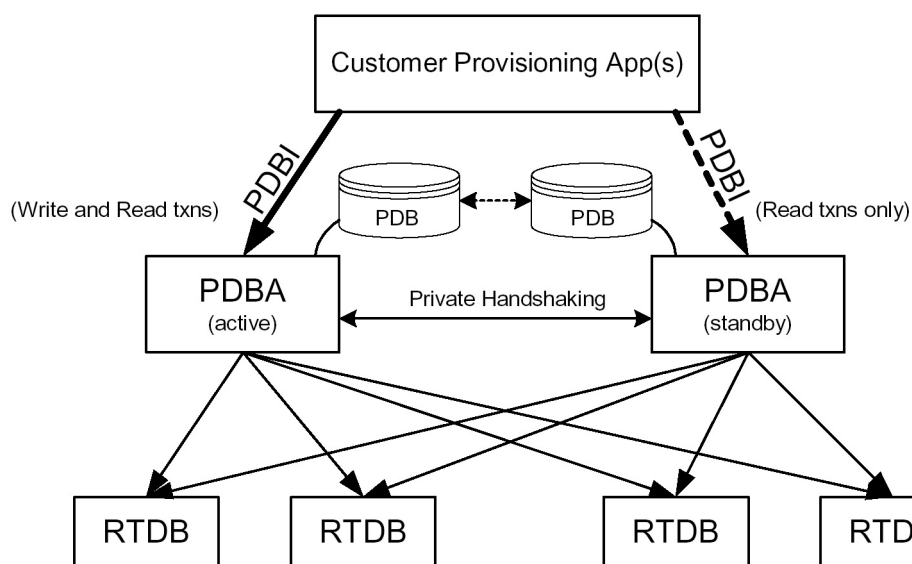 Customer Provisioning App(s)
PDBI
PDBI
(Write and Read txns)
PDB
PDB
(Read txns only)
PDBA
(active)
Private Handshaking
PDBA
(standby)
RTDB
RTDB
RTDB
RTD